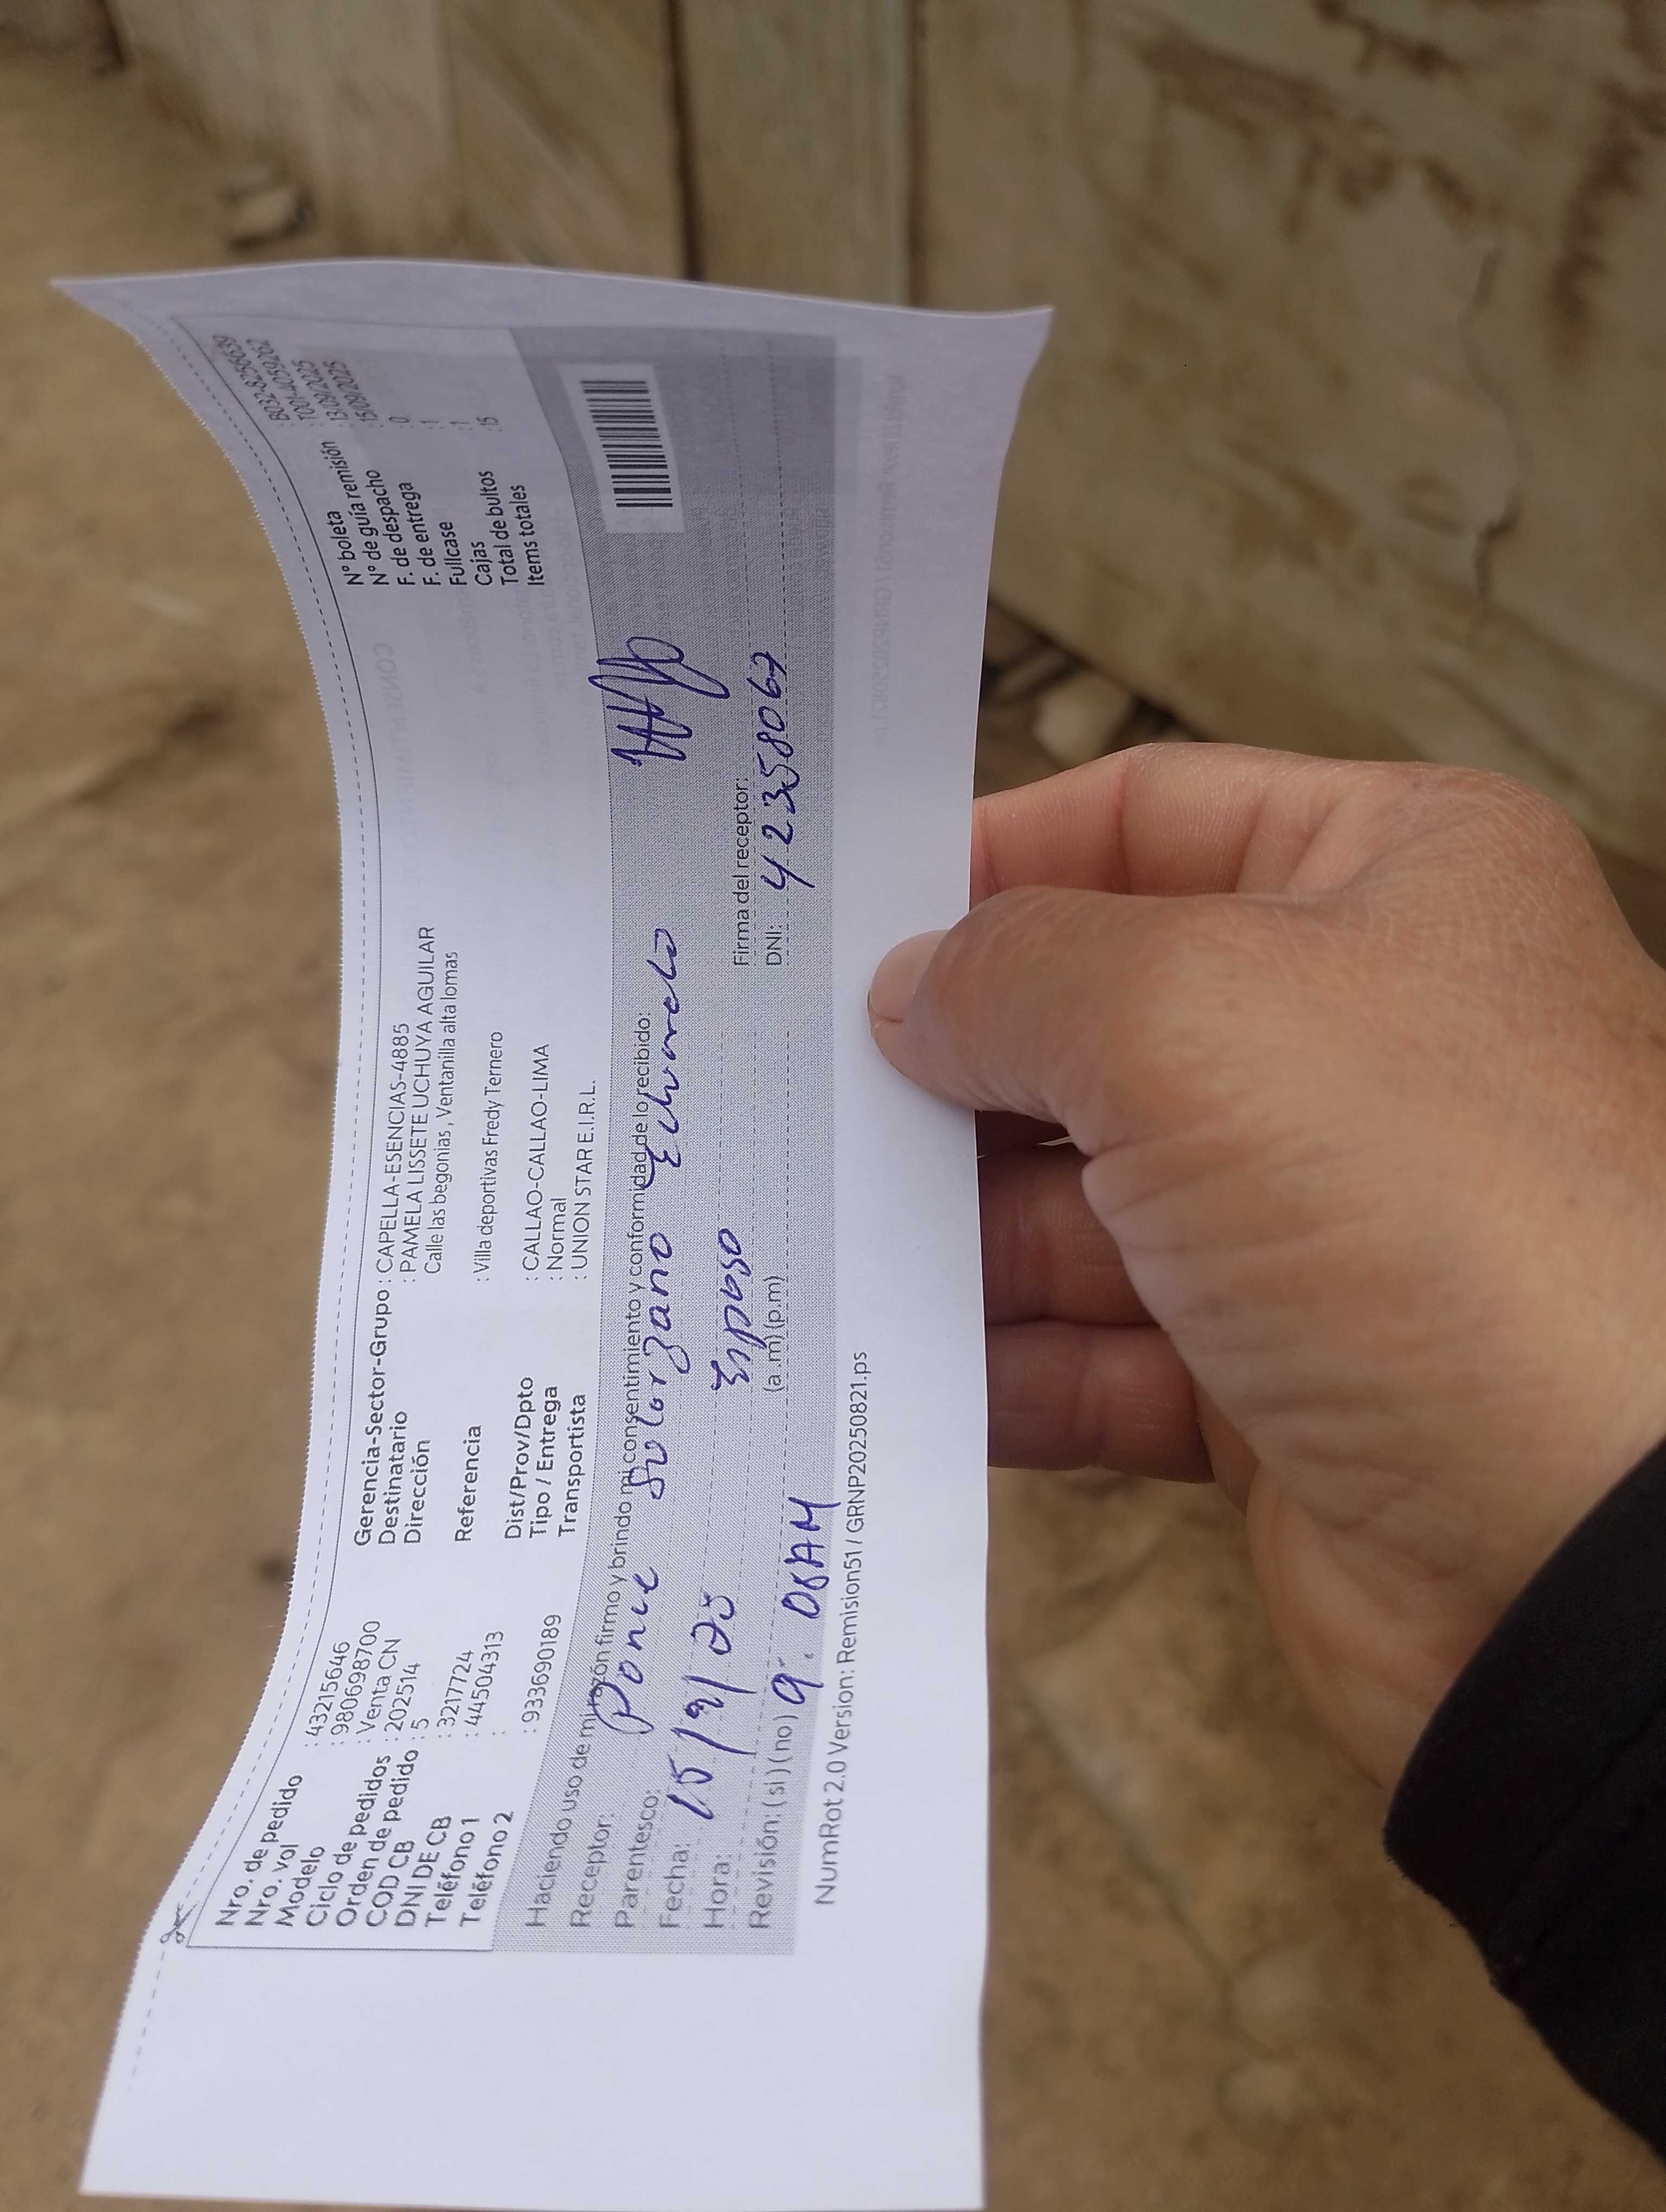 Nro. de pedido : 43215646
Nro. vol : 980698700
Modelo : Venta CN
Ciclo de pedidos : 202514
Orden de pedido : 5
COD CB : 3217724
DNI DE CB : 44504313
Teléfono 1 :
Teléfono 2 : 933690189
Gerencia-Sector-Grupo : CAPELLA-ESENCIAS-4885
Destinatario : PAMELA LISSETE UCHUYA AGUILAR
Dirección Calle las begonias , Ventanilla alta lomas
Referencia : Villa deportivas Fredy Ternero
Dist/Prov/Dpto : CALLAO-CALLAO-LIMA
Tipo / Entrega : Normal
Transportista : UNION STAR E.I.R.L.
N° boleta
N° de guía remisión
F. de despacho : 13/09/2025
F. de entrega : 15/09/2025
Fullcase : 0
Cajas : 1
Total de bultos : 1
Items totales : 15
Haciendo uso de mi razón firmo y brindo mi consentimiento y conformidad de lo recibido:
Receptor: Ponce Solorzano
Parentesco: Esposo
Fecha: 15/9/25
Hora: 9:08AM (a.m) (p.m)
Revisión: (si) (no)
Firma del receptor:
DNI: 42358067
NumRot 2.0 Version: Remision51 / GRNP20250821.ps